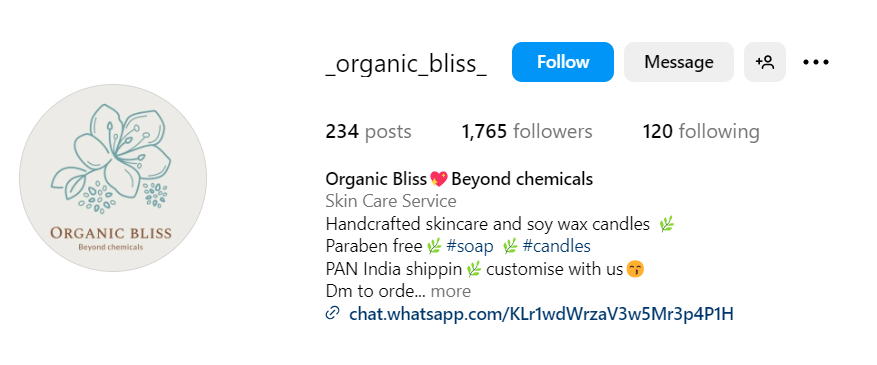 _organic_bliss_ Follow Message
234 posts 1,765 followers 120 following
Organic Bliss💖Beyond chemicals
Skin Care Service
Handcrafted skincare and soy wax candles 🌿
Paraben free🌿#soap 🌿#candles
PAN India shippin🌿customise with us😙
Dm to orde... more
chat.whatsapp.com/KLr1wdWrzaV3w5Mr3p4P1H
ORGANIC BLISS
Beyond chemicals